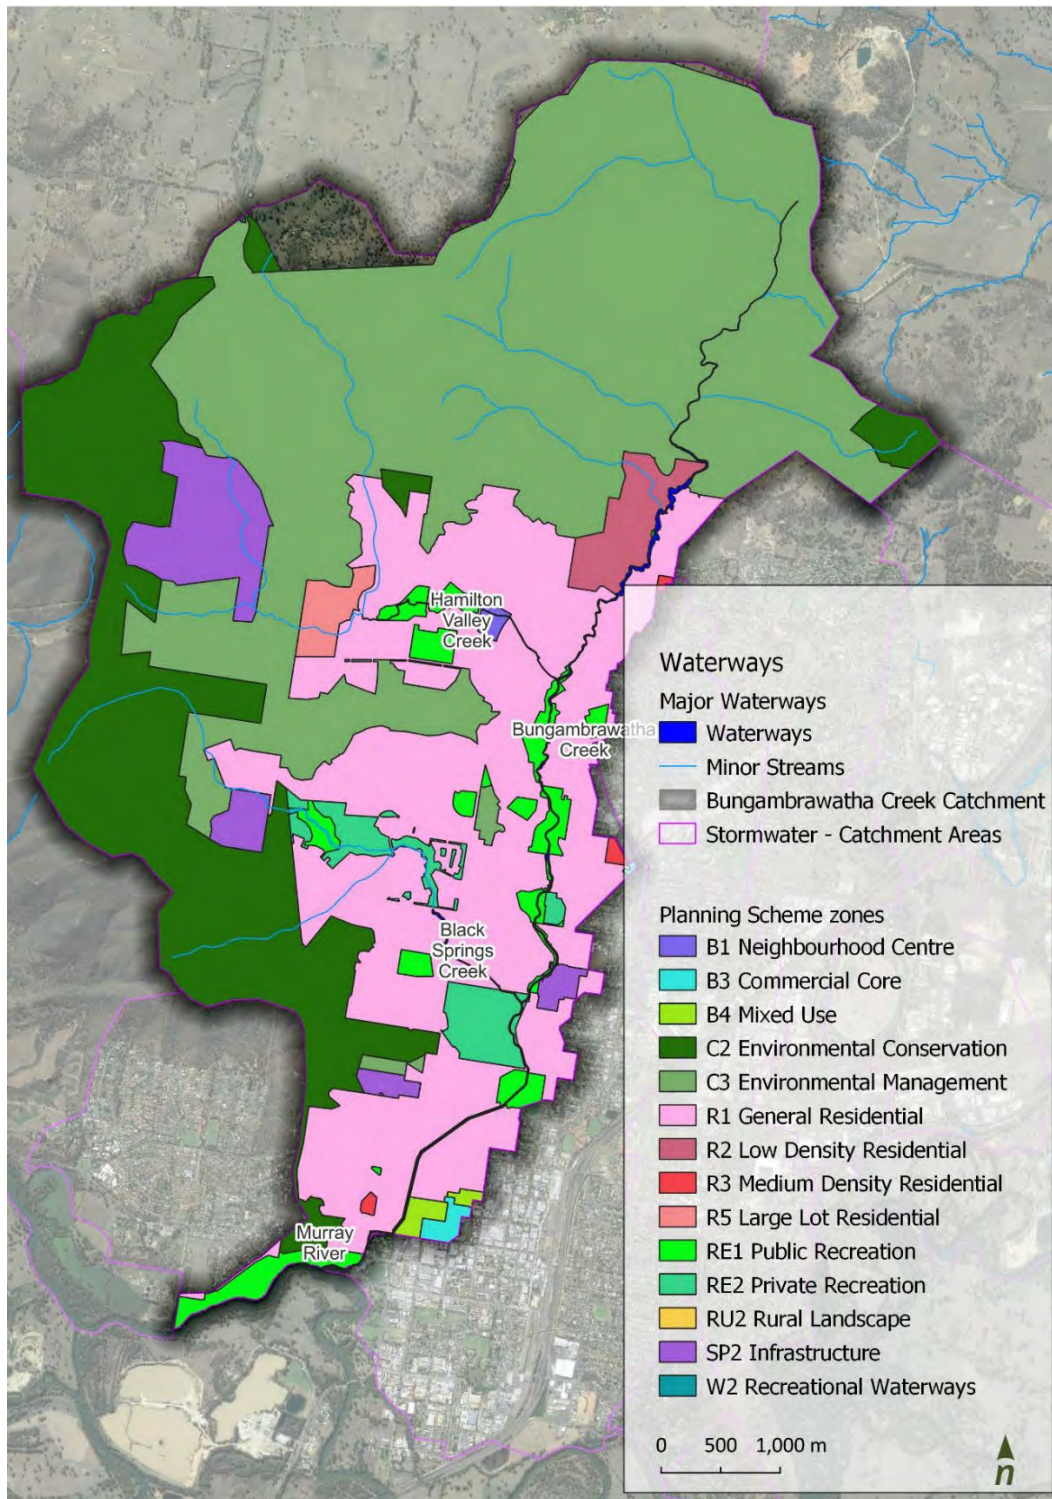 Hamilton
Valley
Creek
Bungambrawatha
Creek
Black
Springs
Creek
Murray
River
Waterways
Major Waterways
Waterways
Minor Streams
Bungambrawatha Creek Catchment
Stormwater - Catchment Areas
Planning Scheme zones
B1 Neighbourhood Centre
B3 Commercial Core
B4 Mixed Use
C2 Environmental Conservation
C3 Environmental Management
R1 General Residential
R2 Low Density Residential
R3 Medium Density Residential
R5 Large Lot Residential
RE1 Public Recreation
RE2 Private Recreation
RU2 Rural Landscape
SP2 Infrastructure
W2 Recreational Waterways
0 500 1,000 m
n